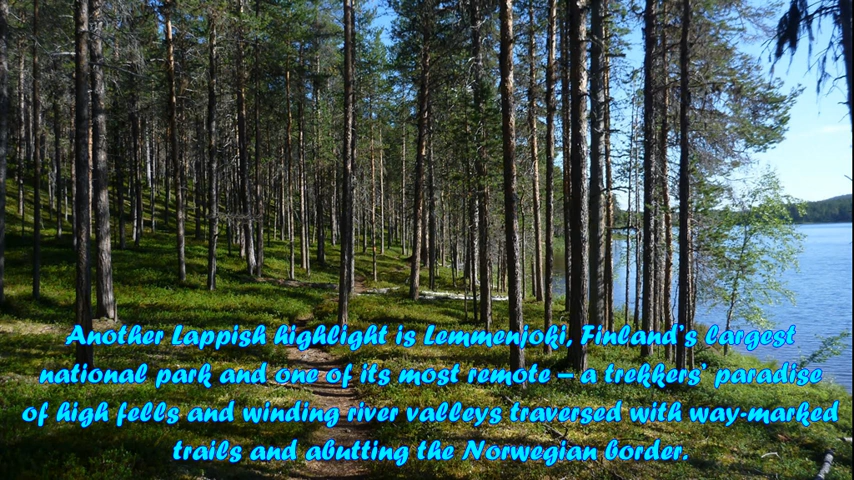 Another Lappish highlight is Lemmenjoki, Finland's largest
national park and one of its most remote – a trekkers' paradise
of high fells and winding river valleys traversed with way-marked
trails and abutting the Norwegian border.